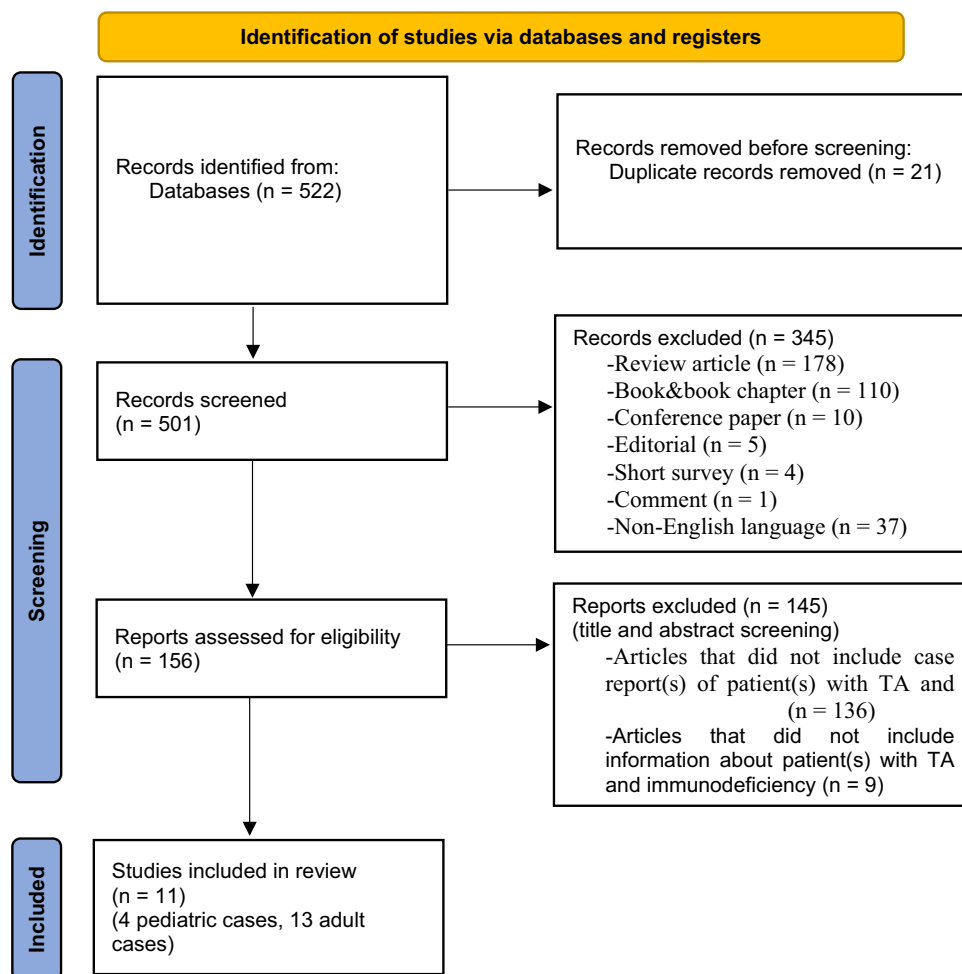 Identification of studies via databases and registers
Identification
Records identified from:
Databases (n = 522)
Records removed before screening:
Duplicate records removed (n = 21)
Screening
Records screened
(n = 501)
Records excluded (n = 345)
-Review article (n = 178)
-Book&book chapter (n = 110)
-Conference paper (n = 10)
-Editorial (n = 5)
-Short survey (n = 4)
-Comment (n = 1)
-Non-English language (n = 37)
Reports assessed for eligibility
(n = 156)
Reports excluded (n = 145)
(title and abstract screening)
-Articles that did not include case
report(s) of patient(s) with TA and
(n = 136)
-Articles that did not include
information about patient(s) with TA
and immunodeficiency (n = 9)
Included
Studies included in review
(n = 11)
(4 pediatric cases, 13 adult
cases)